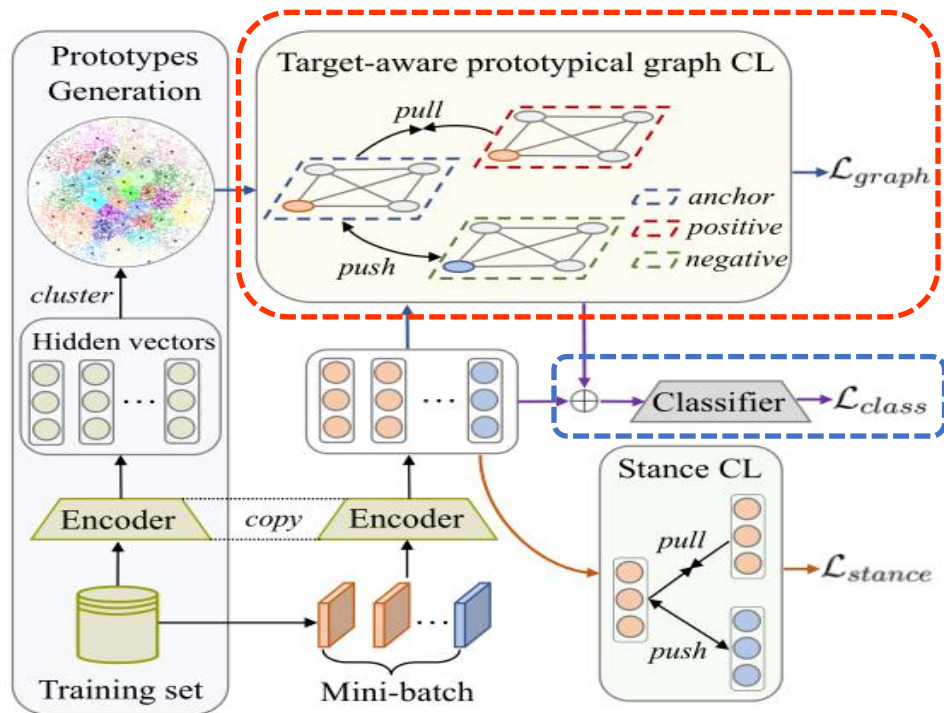 Prototypes
Generation
cluster
Hidden vectors
...
Encoder
Training set
Target-aware prototypical graph CL
pull
push
anchor
positive
negative
ℒgraph
...
copy
Encoder
...
Mini-batch
Classifier
ℒclass
Stance CL
pull
push
ℒstance